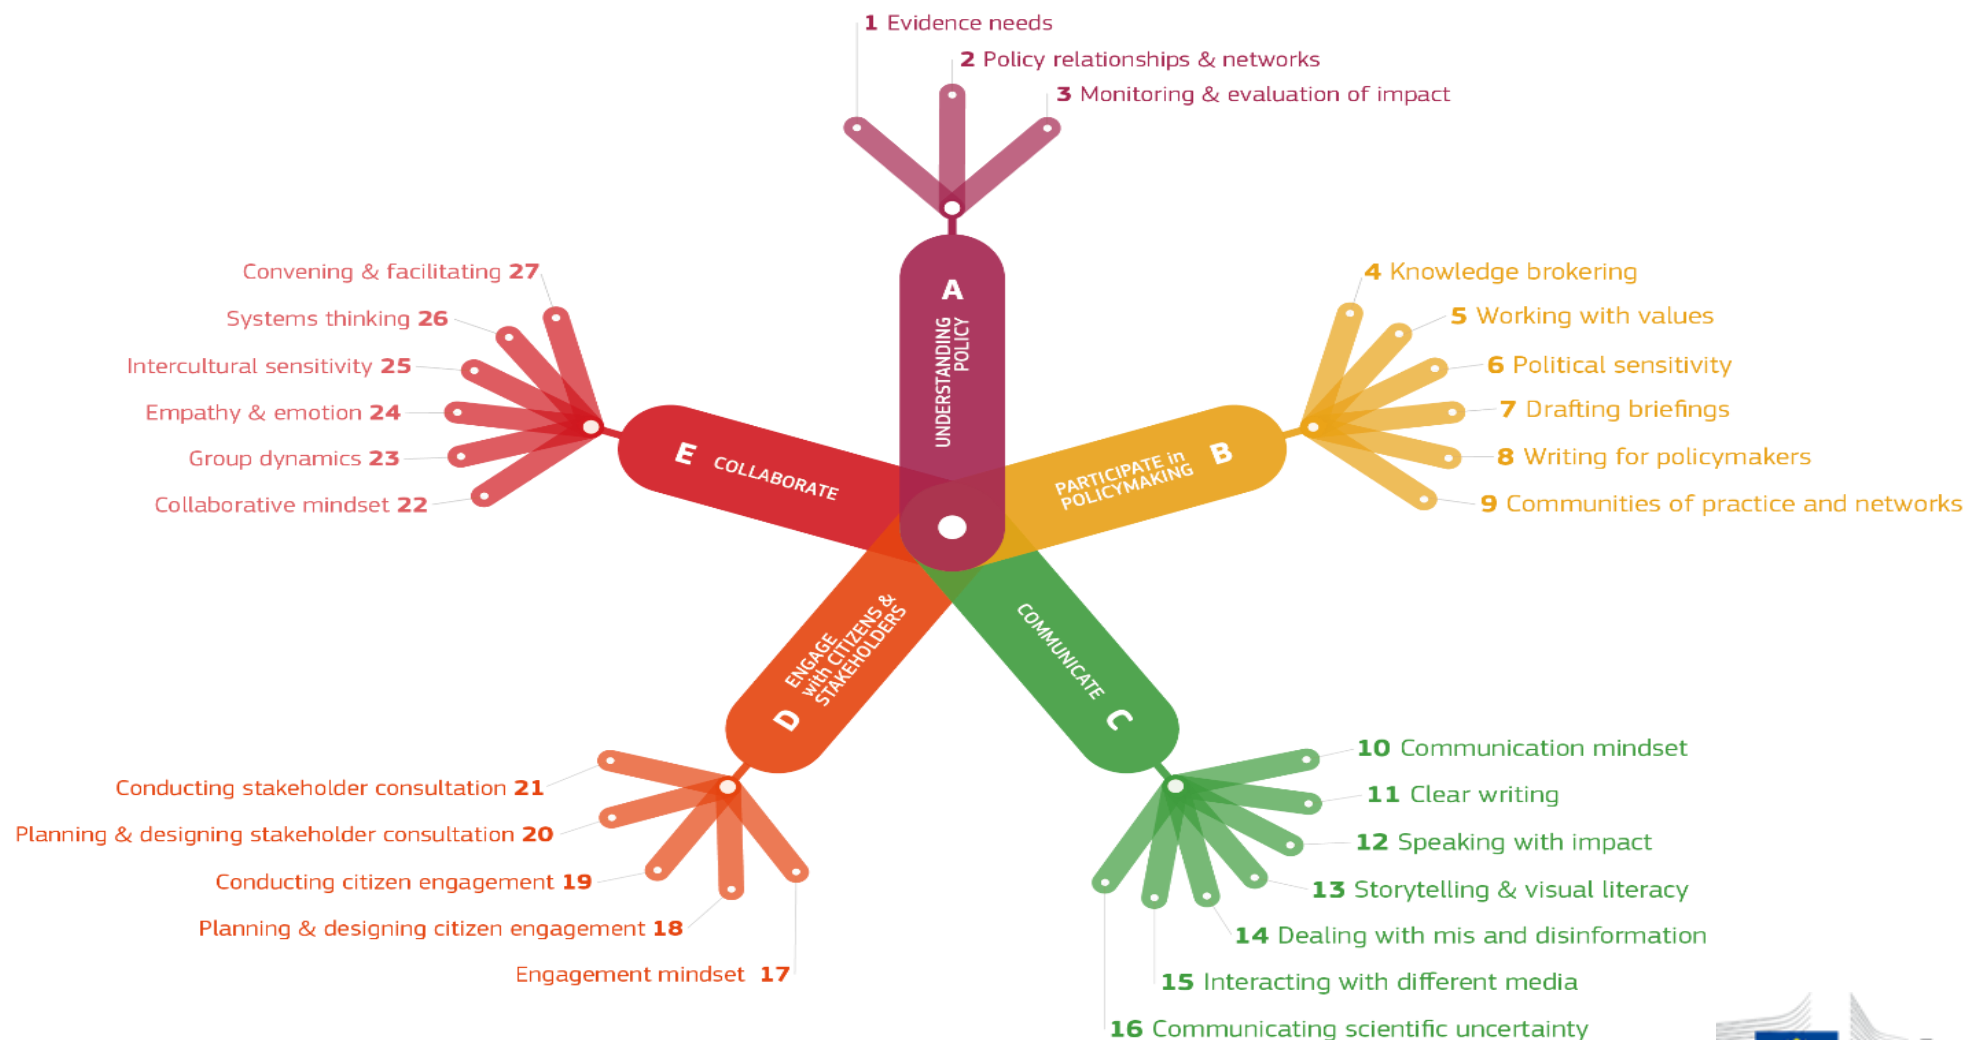 1 Evidence needs
2 Policy relationships & networks
3 Monitoring & evaluation of impact
A
UNDERSTANDING
POLICY
4 Knowledge brokering
5 Working with values
6 Political sensitivity
7 Drafting briefings
8 Writing for policymakers
9 Communities of practice and networks
B
PARTICIPATE in
POLICYMAKING
C
COMMUNICATE
10 Communication mindset
11 Clear writing
12 Speaking with impact
13 Storytelling & visual literacy
14 Dealing with mis and disinformation
15 Interacting with different media
16 Communicating scientific uncertainty
D
ENGAGE
with CITIZENS &
STAKEHOLDERS
Conducting stakeholder consultation 21
Planning & designing stakeholder consultation 20
Conducting citizen engagement 19
Planning & designing citizen engagement 18
Engagement mindset 17
E
COLLABORATE
Convening & facilitating 27
Systems thinking 26
Intercultural sensitivity 25
Empathy & emotion 24
Group dynamics 23
Collaborative mindset 22